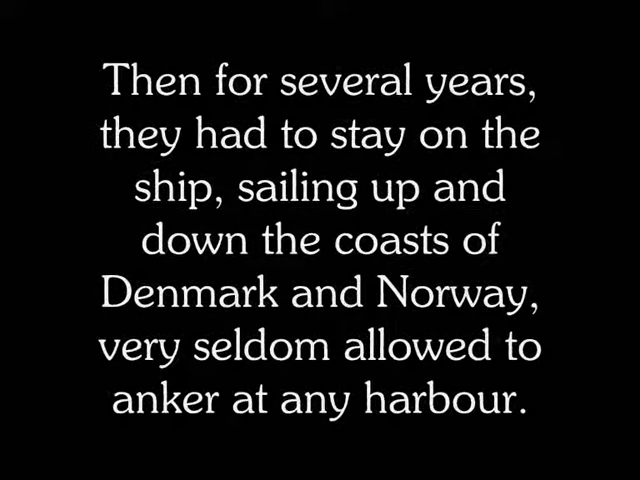 Then for several years,
they had to stay on the
ship, sailing up and
down the coasts of
Denmark and Norway,
very seldom allowed to
anker at any harbour.